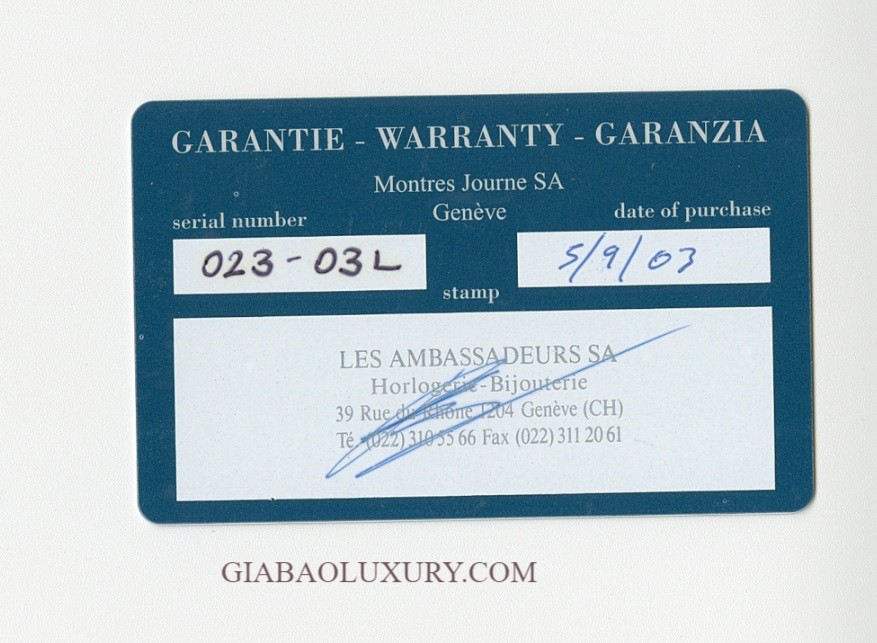 GARANTIE - WARRANTY - GARANZIA
Montres Journe SA
Genève
serial number
date of purchase
023-03L
5/9/03
stamp
LES AMBASSADEURS SA
Horlogerie-Bijouterie
39 Rue du Rhône 1204 Genève (CH)
Té. (022) 310 55 66 Fax (022) 311 20 61
GIABAOLUXURY.COM